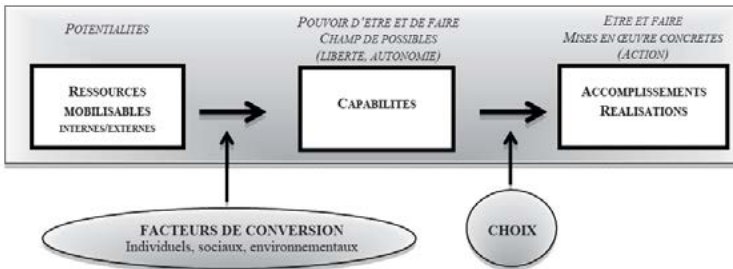 POTENTIALITES
POUVOIR D'ETRE ET DE FAIRE
CHAMP DE POSSIBLES
(LIBERTE, AUTONOMIE)
ETRE ET FAIRE
MISES EN ŒUVRE CONCRETES
(ACTION)
RESSOURCES
MOBILISABLES
INTERNES/EXTERNES
CAPABILITES
ACCOMPLISSEMENTS
REALISATIONS
FACTEURS DE CONVERSION
Individuels, sociaux, environnementaux
CHOIX